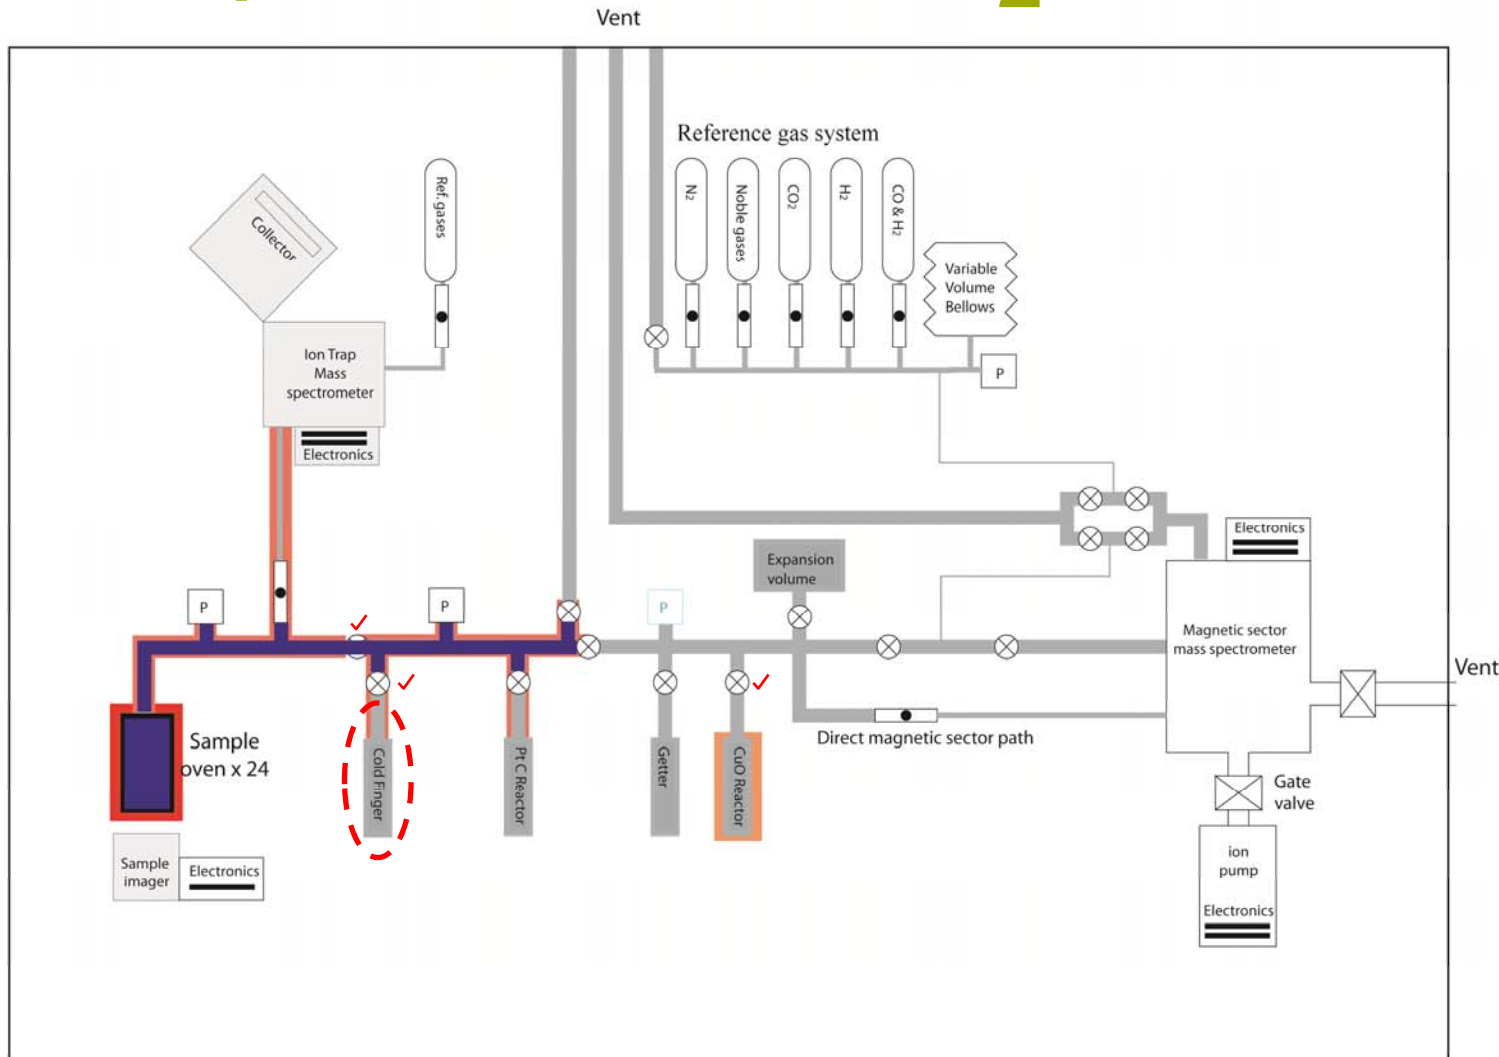 Vent
Reference gas system
Ref. gases
N2
Noble gases
CO2
H2
CO & H2
Collector
Variable
Volume
Bellows
Ion Trap
Mass
spectrometer
P
Electronics
Electronics
Expansion
volume
P
P
P
Magnetic sector
mass spectrometer
Vent
Sample
oven x 24
Cold Finger
Pt C Reactor
Getter
CuO Reactor
Direct magnetic sector path
Gate
valve
Sample
imager
Electronics
ion
pump
Electronics